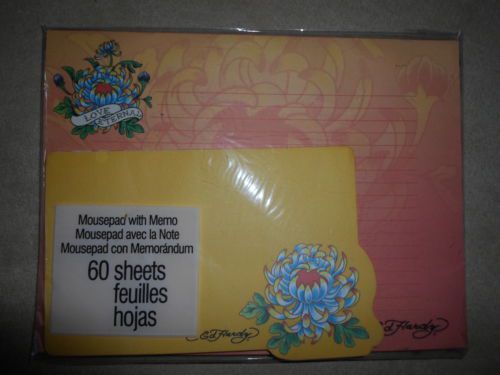 LOVE
ETERNAL
Mousepad with Memo
Mousepad avec la Note
Mousepad con Memorándum
60 sheets
feuilles
hojas
Ed Hardy
Ed Hardy